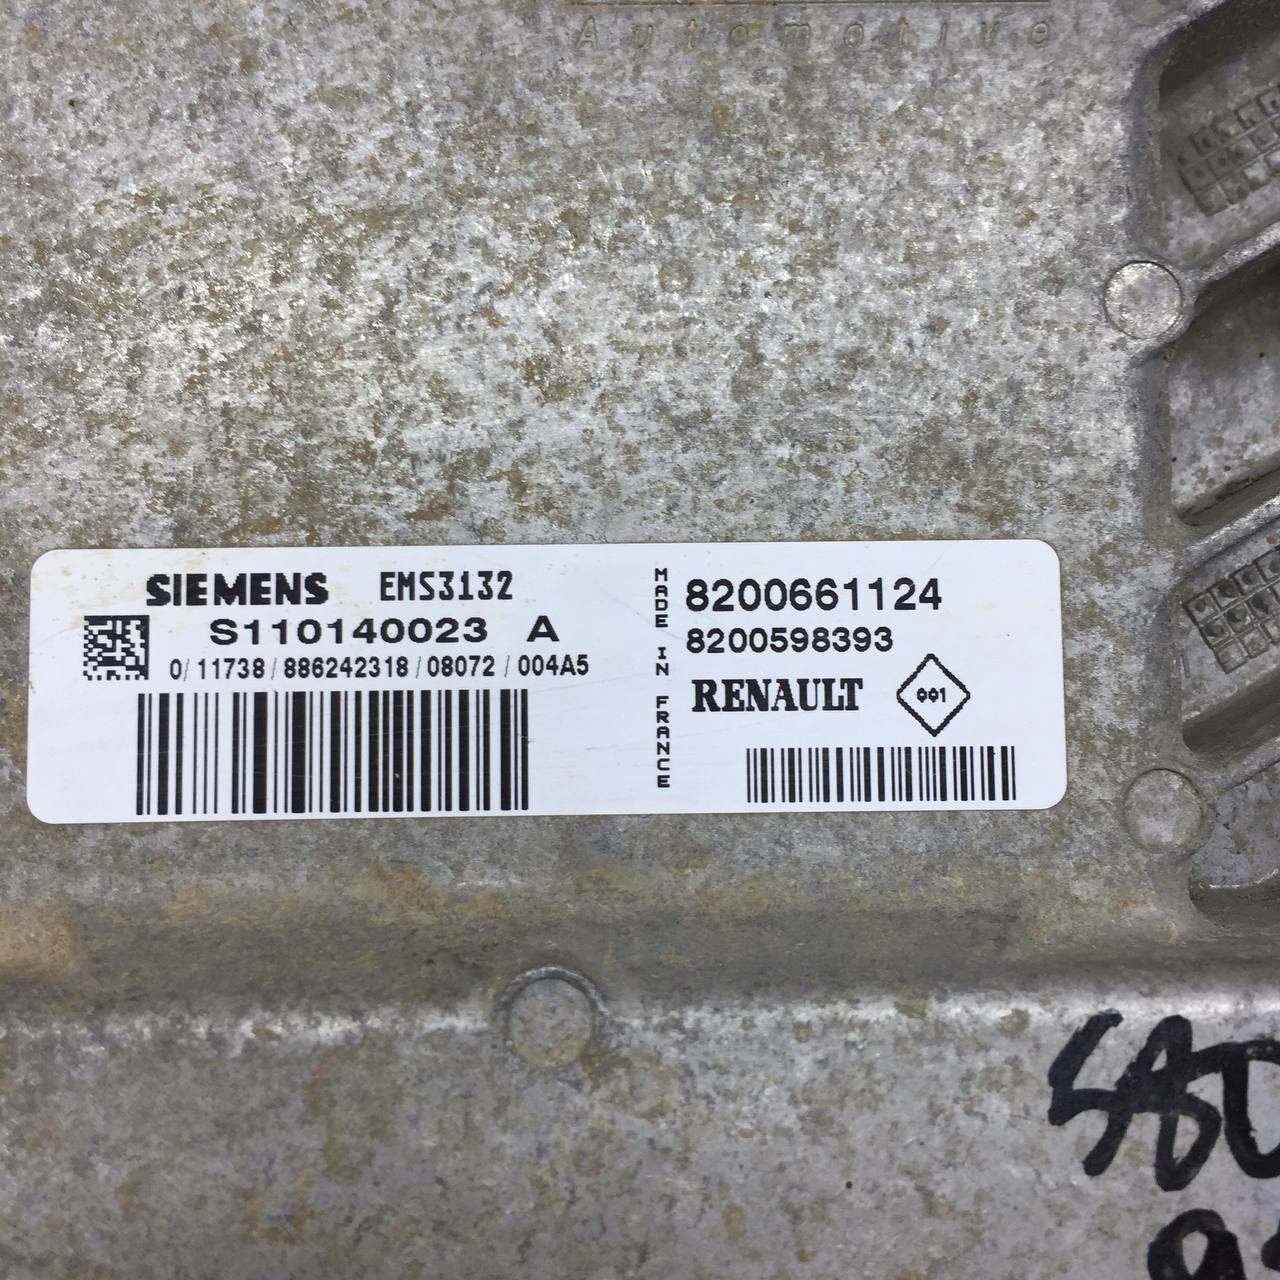 Automotive
SIEMENS EMS3132
S110140023 A
0/11738/886242318/08072/004A5
MADE IN FRANCE
8200661124
8200598393
RENAULT 001